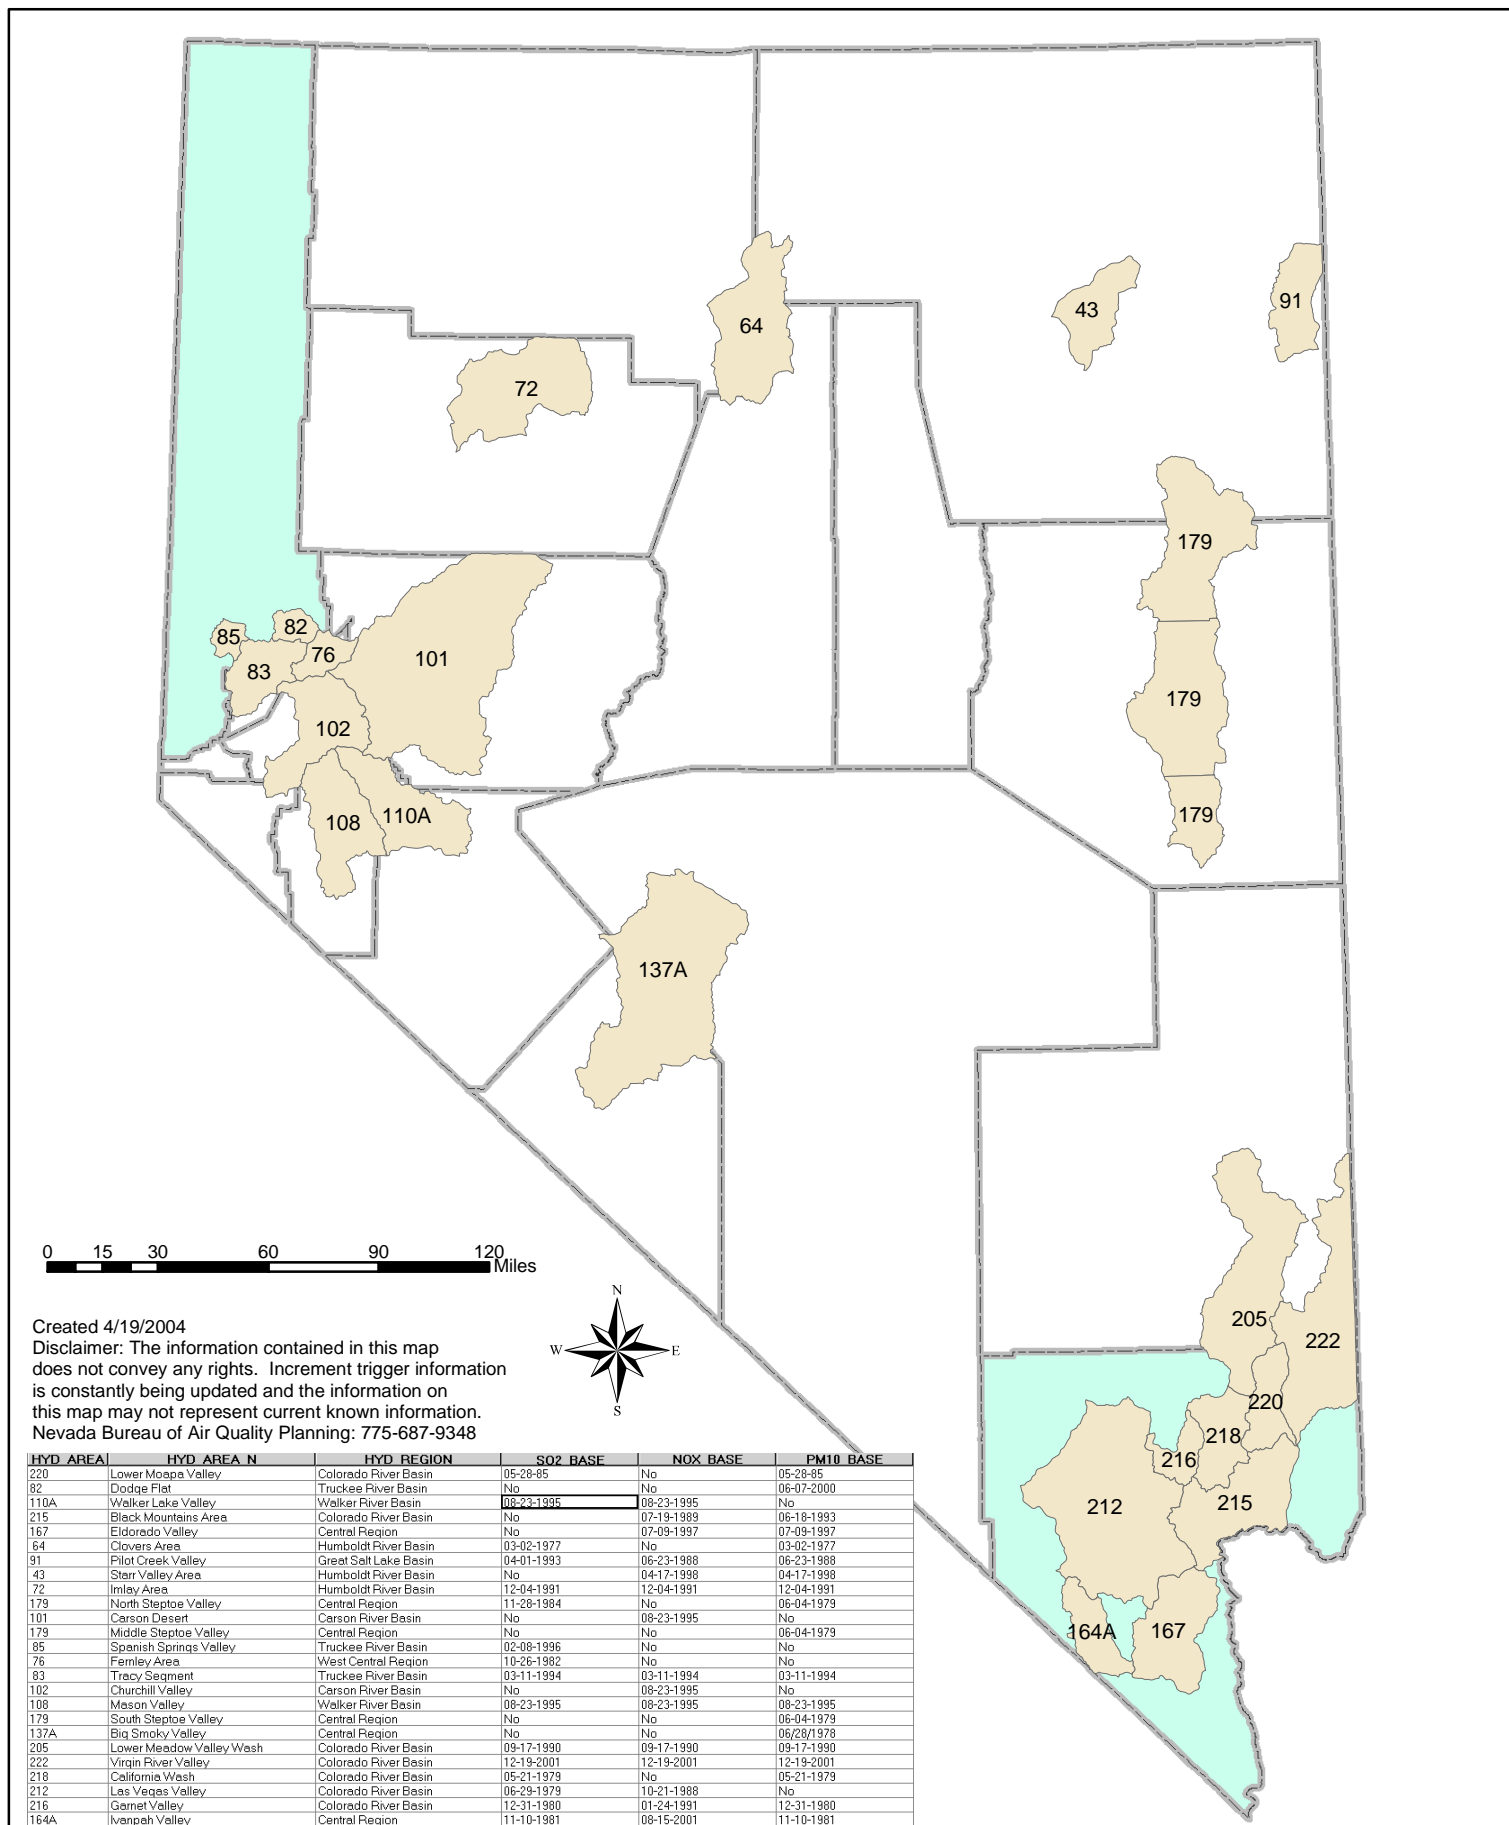 64
43
91
72
179
85
82
76
83
101
102
179
108
110A
179
137A
205
222
220
218
216
212
215
164A
167
0 15 30 60 90 120
Miles
N
W E
S
Created 4/19/2004
Disclaimer: The information contained in this map
does not convey any rights. Increment trigger information
is constantly being updated and the information on
this map may not represent current known information.
Nevada Bureau of Air Quality Planning: 775-687-9348
HYD_AREA HYD_AREA_N HYD_REGION SO2_BASE NOX_BASE PM10_BASE
220 Lower Moapa Valley Colorado River Basin 05-28-85 No 05-28-85
82 Dodge Flat Truckee River Basin No No 06-07-2000
110A Walker Lake Valley Walker River Basin 08-23-1995 08-23-1995 No
215 Black Mountains Area Colorado River Basin No 07-19-1989 06-18-1993
167 Eldorado Valley Central Region No 07-09-1997 07-09-1997
64 Clovers Area Humboldt River Basin 03-02-1977 No 03-02-1977
91 Pilot Creek Valley Great Salt Lake Basin 04-01-1993 06-23-1988 06-23-1988
43 Starr Valley Area Humboldt River Basin No 04-17-1998 04-17-1998
72 Imlay Area Humboldt River Basin 12-04-1991 12-04-1991 12-04-1991
179 North Steptoe Valley Central Region 11-28-1984 No 06-04-1979
101 Carson Desert Carson River Basin No 08-23-1995 No
179 Middle Steptoe Valley Central Region No No 06-04-1979
85 Spanish Springs Valley Truckee River Basin 02-08-1996 No No
76 Fernley Area West Central Region 10-26-1982 No No
83 Tracy Segment Truckee River Basin 03-11-1994 03-11-1994 03-11-1994
102 Churchill Valley Carson River Basin No 08-23-1995 No
108 Mason Valley Walker River Basin 08-23-1995 08-23-1995 08-23-1995
179 South Steptoe Valley Central Region No No 06-04-1979
137A Big Smoky Valley Central Region No No 06/28/1978
205 Lower Meadow Valley Wash Colorado River Basin 09-17-1990 09-17-1990 09-17-1990
222 Virgin River Valley Colorado River Basin 12-19-2001 12-19-2001 12-19-2001
218 California Wash Colorado River Basin 05-21-1979 No 05-21-1979
212 Las Vegas Valley Colorado River Basin 06-29-1979 10-21-1988 No
216 Garnet Valley Colorado River Basin 12-31-1980 01-24-1991 12-31-1980
164A Ivanpah Valley Central Region 11-10-1981 08-15-2001 11-10-1981